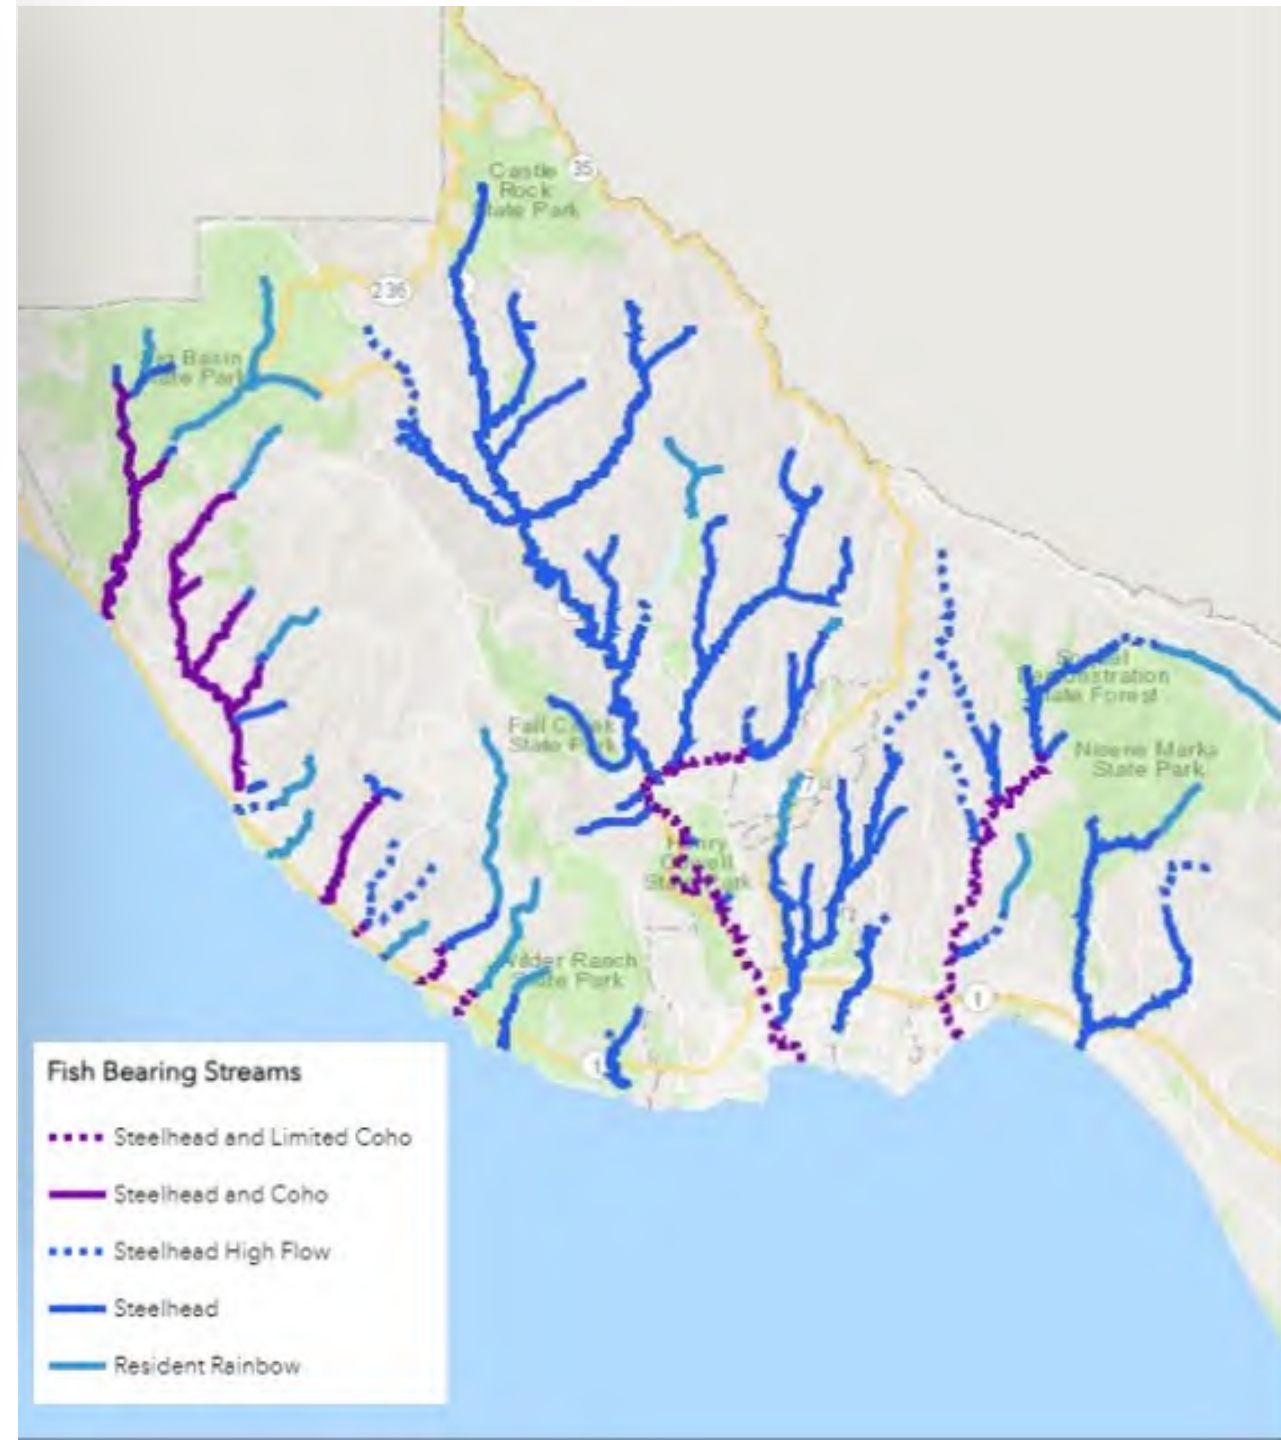 Castle
Rock
State Park
35
236
Big Basin
State Park
Soquel
Demonstration
State Forest
Fall Creek
State Park
Nisene Marks
State Park
Henry
Cowell
State Park
Wilder Ranch
State Park
1
1
Fish Bearing Streams
Steelhead and Limited Coho
Steelhead and Coho
Steelhead High Flow
Steelhead
Resident Rainbow